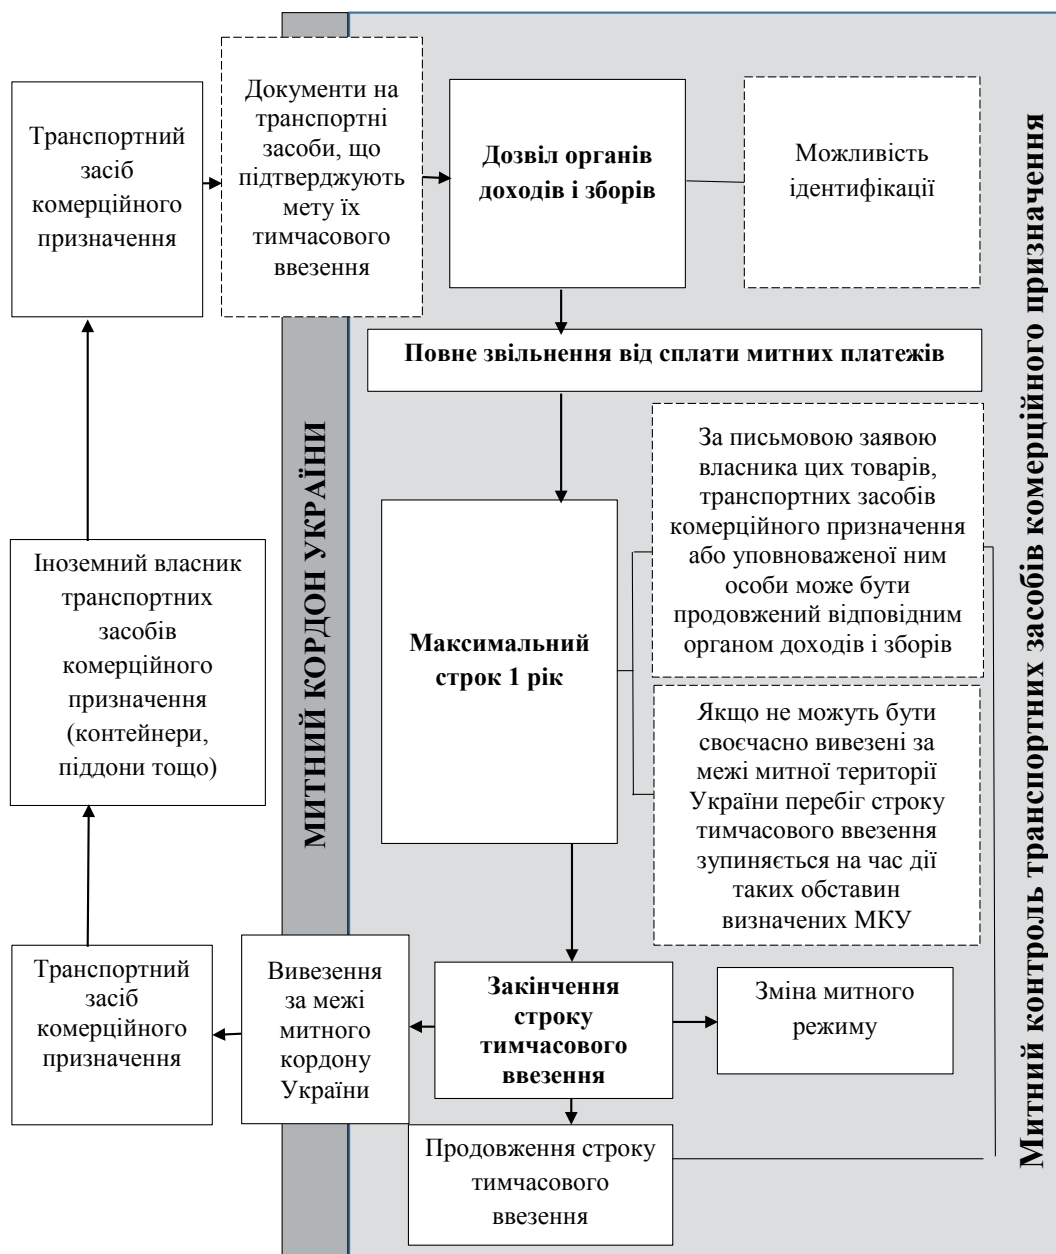 Транспортний
засіб
комерційного
призначення
Документи на
транспортні
засоби, що
підтверджують
мету їх
тимчасового
ввезення
Дозвіл органів
доходів і зборів
Можливість
ідентифікації
Повне звільнення від сплати митних платежів
За письмовою заявою
власника цих товарів,
транспортних засобів
комерційного призначення
або уповноваженої ним
особи може бути
продовжений відповідним
органом доходів і зборів
Іноземний власник
транспортних
засобів
комерційного
призначення
(контейнери,
піддони тощо)
МИТНИЙ КОРДОН УКРАЇНИ
Максимальний
строк 1 рік
Якщо не можуть бути
своєчасно вивезені за
межі митної території
України перебіг строку
тимчасового ввезення
зупиняється на час дії
таких обставин
визначених МКУ
Транспортний
засіб
комерційного
призначення
Вивезення
за межі
митного
кордону
України
Закінчення
строку
тимчасового
ввезення
Зміна митного
режиму
Продовження строку
тимчасового
ввезення
Митний контроль транспортних засобів комерційного призначення